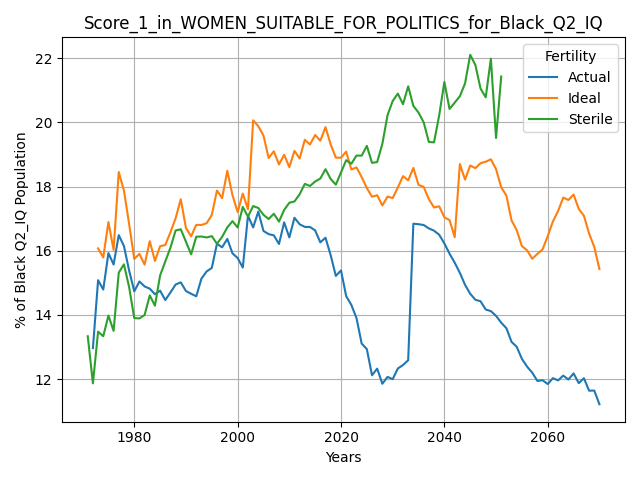 Score_1_in_WOMEN_SUITABLE_FOR_POLITICS_for_Black_Q2_IQ
% of Black Q2_IQ Population
22
20
18
16
14
12
Fertility
Actual
Ideal
Sterile
1980 2000 2020 2040 2060
Years